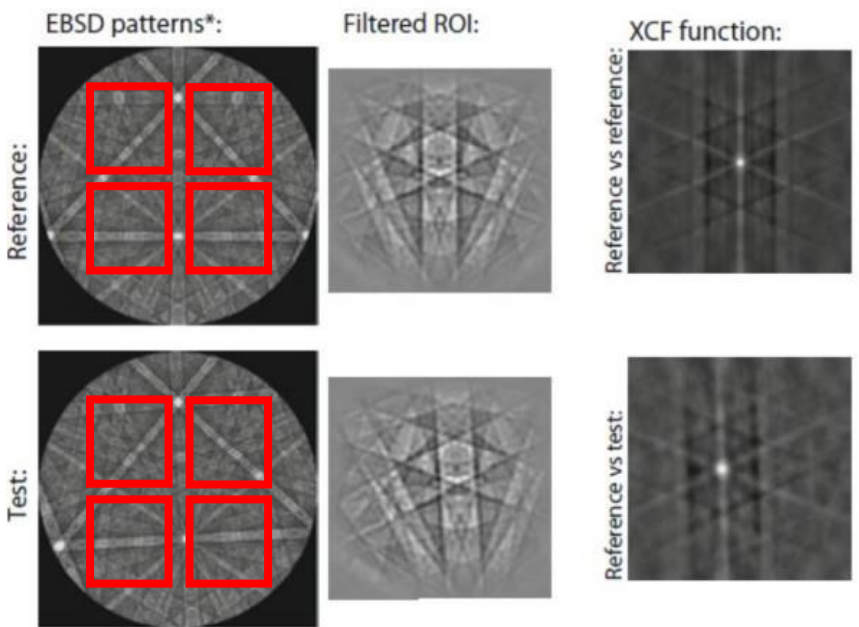 EBSD patterns*:
Filtered ROI:
XCF function:
Reference:
Reference vs reference:
Test:
Reference vs test: